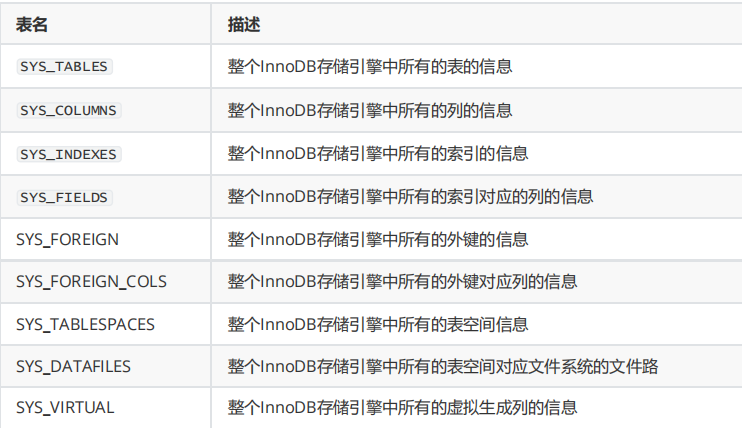 表名 描述
SYS_TABLES 整个InnoDB存储引擎中所有的表的信息
SYS_COLUMNS 整个InnoDB存储引擎中所有的列的信息
SYS_INDEXES 整个InnoDB存储引擎中所有的索引的信息
SYS_FIELDS 整个InnoDB存储引擎中所有的索引对应的列的信息
SYS_FOREIGN 整个InnoDB存储引擎中所有的外键的信息
SYS_FOREIGN_COLS 整个InnoDB存储引擎中所有的外键对应列的信息
SYS_TABLESPACES 整个InnoDB存储引擎中所有的表空间信息
SYS_DATAFILES 整个InnoDB存储引擎中所有的表空间对应文件系统的文件路
SYS_VIRTUAL 整个InnoDB存储引擎中所有的虚拟生成列的信息